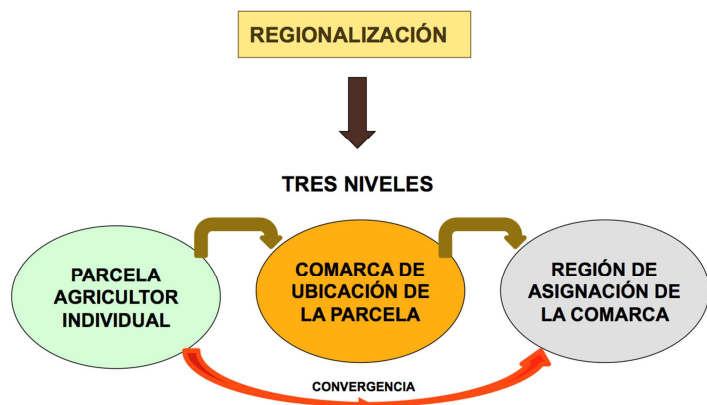 REGIONALIZACIÓN
TRES NIVELES
PARCELA
AGRICULTOR
INDIVIDUAL
COMARCA DE
UBICACIÓN DE
LA PARCELA
REGIÓN DE
ASIGNACIÓN DE
LA COMARCA
CONVERGENCIA